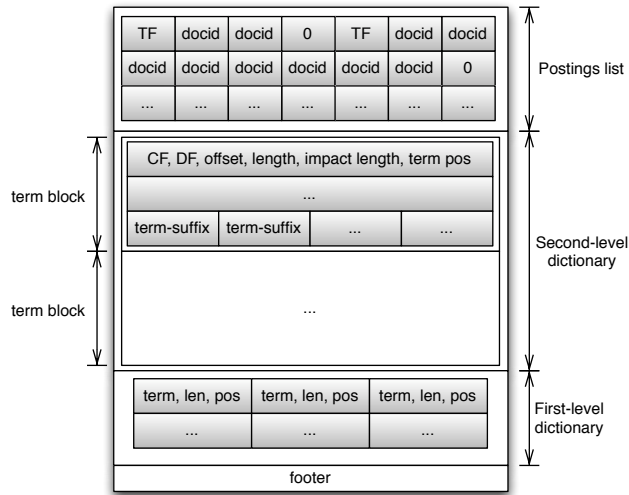 TF docid docid 0 TF docid docid
docid docid docid docid docid docid 0
... ... ... ... ... ... ...
Postings list
term block
CF, DF, offset, length, impact length, term pos
...
term-suffix term-suffix ... ...
Second-level
dictionary
term block
...
term, len, pos term, len, pos term, len, pos
... ... ...
First-level
dictionary
footer